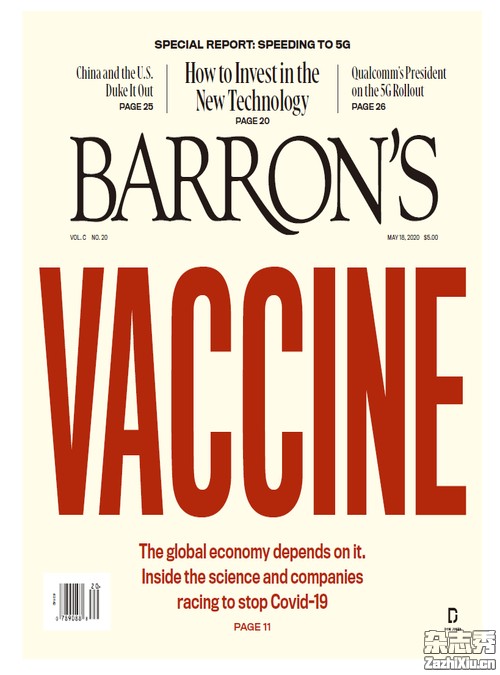 SPECIAL REPORT: SPEEDING TO 5G
China and the U.S.
Duke It Out
PAGE 25
How to Invest in the
New Technology
PAGE 20
Qualcomm's President
on the 5G Rollout
PAGE 26
BARRON'S
VOL. C NO. 20
MAY 18, 2020 $5.00
VACCINE
The global economy depends on it.
Inside the science and companies
racing to stop Covid-19
PAGE 11
20
D
杂志秀
ZaZhiXiu.cn